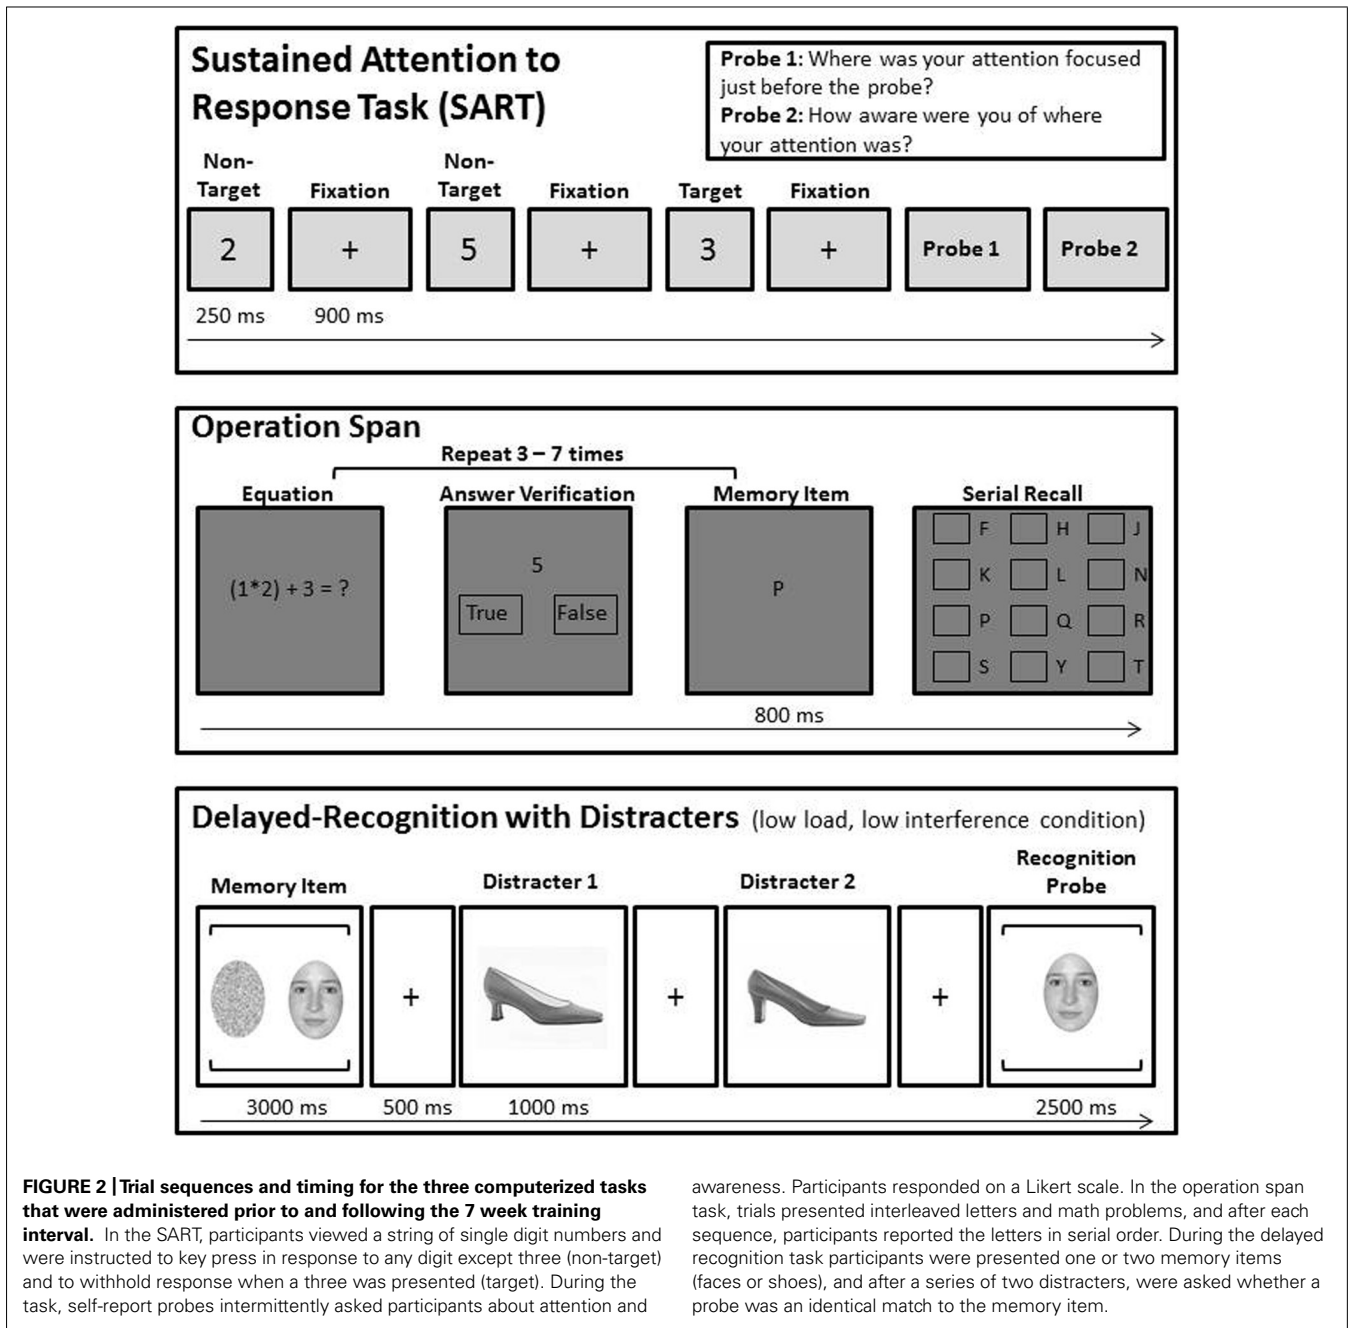 Sustained Attention to
Response Task (SART)
Probe 1: Where was your attention focused
just before the probe?
Probe 2: How aware were you of where
your attention was?
Non-
Target
Fixation
Non-
Target
Fixation
Target
Fixation
2
+
5
+
3
+
Probe 1
Probe 2
250 ms
900 ms
Operation Span
Repeat 3 – 7 times
Equation
Answer Verification
Memory Item
Serial Recall
(1*2) + 3 = ?
5
True
False
P
F H J
K L N
P Q R
S Y T
800 ms
Delayed-Recognition with Distracters (low load, low interference condition)
Memory Item
Distracter 1
Distracter 2
Recognition
Probe
+
+
+
3000 ms
500 ms
1000 ms
2500 ms
FIGURE 2 | Trial sequences and timing for the three computerized tasks
that were administered prior to and following the 7 week training
interval. In the SART, participants viewed a string of single digit numbers and
were instructed to key press in response to any digit except three (non-target)
and to withhold response when a three was presented (target). During the
task, self-report probes intermittently asked participants about attention and
awareness. Participants responded on a Likert scale. In the operation span
task, trials presented interleaved letters and math problems, and after each
sequence, participants reported the letters in serial order. During the delayed
recognition task participants were presented one or two memory items
(faces or shoes), and after a series of two distracters, were asked whether a
probe was an identical match to the memory item.